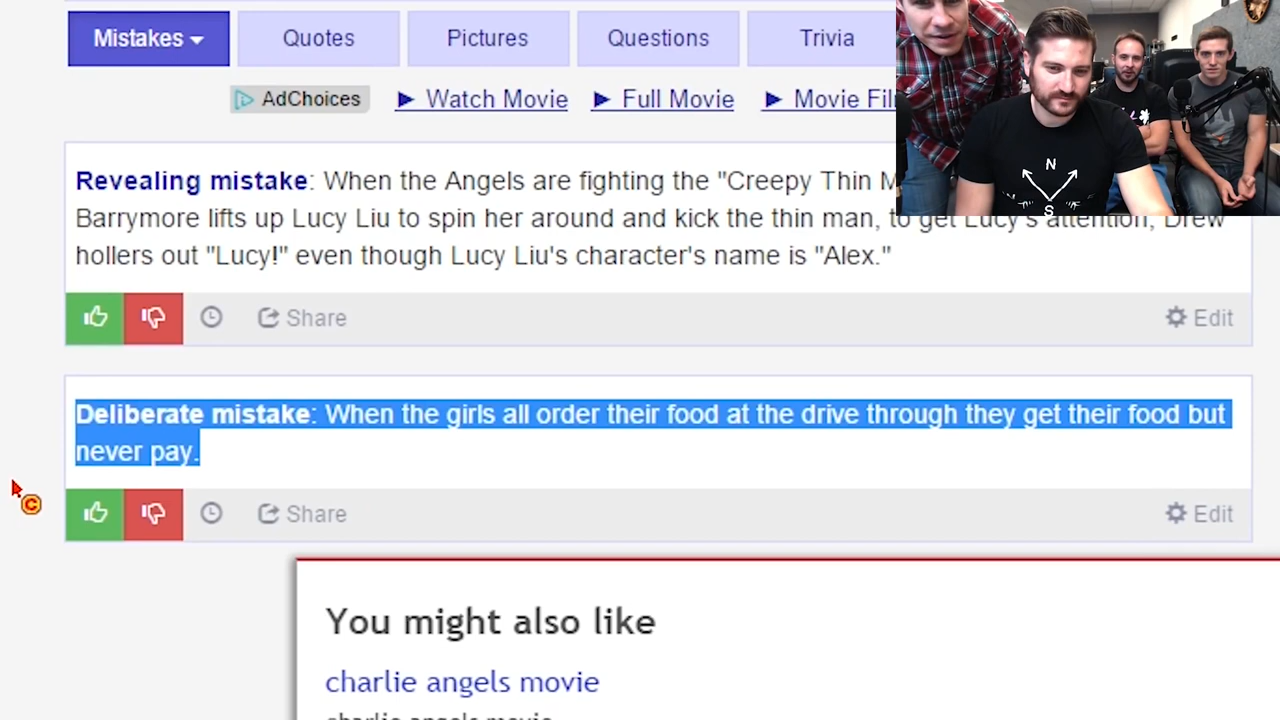 Mistakes
Quotes
Pictures
Questions
Trivia
AdChoices
Watch Movie
Full Movie
Movie
Revealing mistake: When the Angels are fighting the "Creepy Thin
Barrymore lifts up Lucy Liu to spin her around and kick the thin man, to get Lucy's attention, Drew
hollers out "Lucy!" even though Lucy Liu's character's name is "Alex."
Share
Edit
Deliberate mistake: When the girls all order their food at the drive through they get their food but
never pay.
Share
Edit
You might also like
charlie angels movie
charlie angels movie
N
S